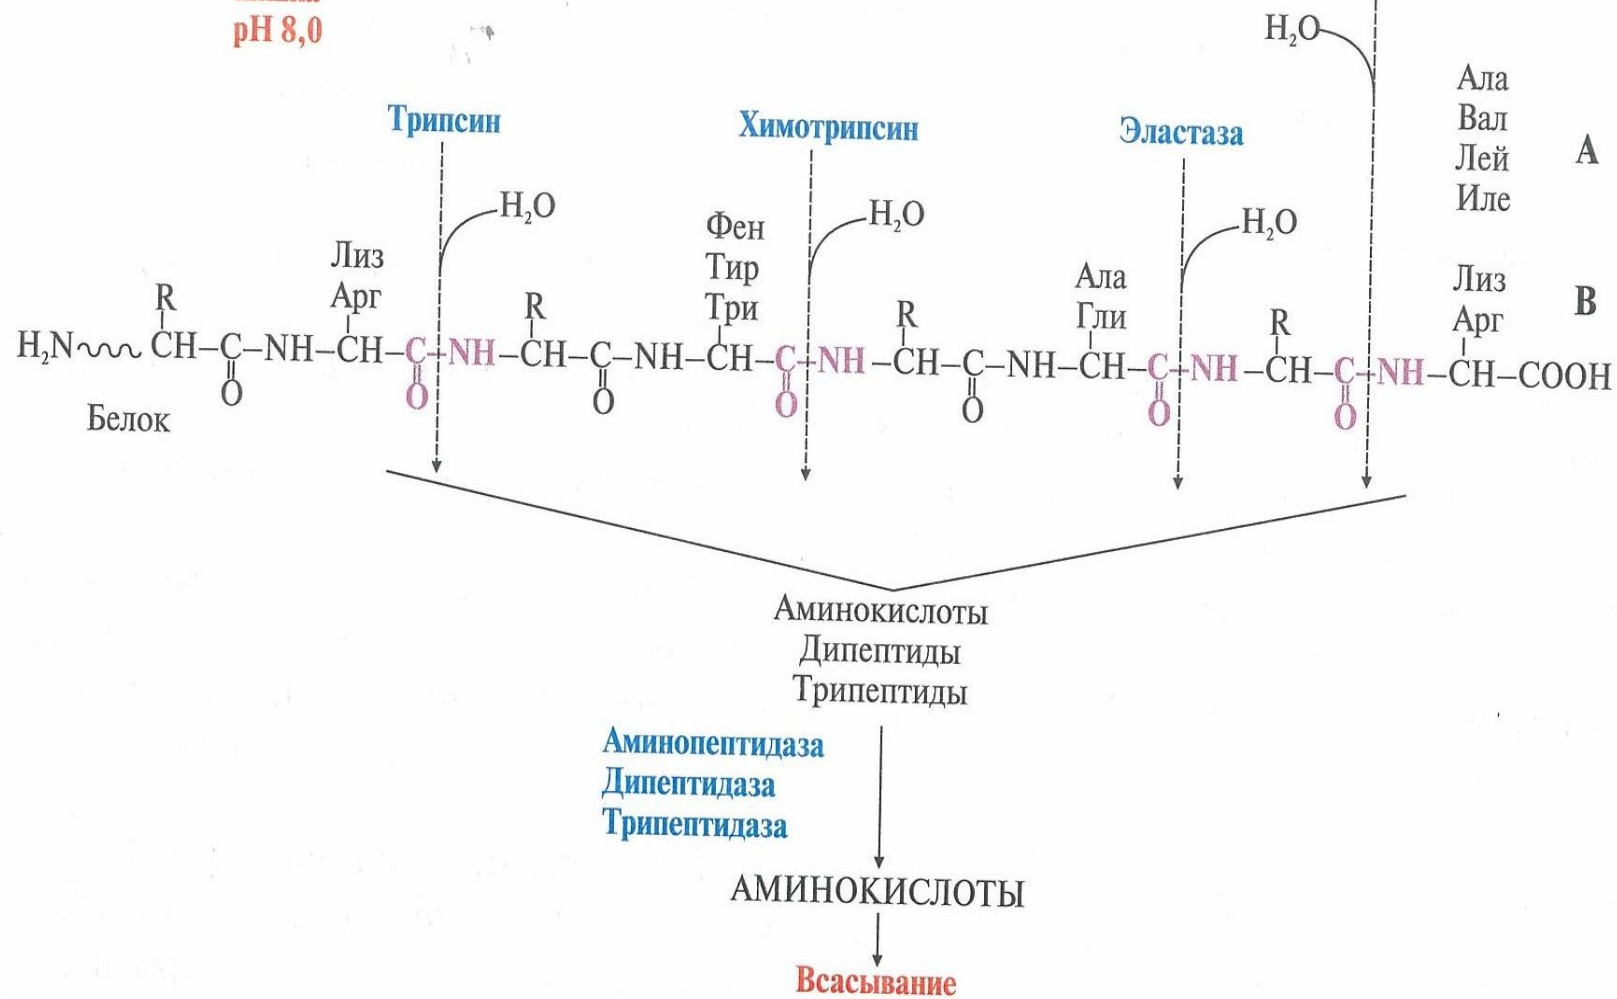 pH 8,0
H₂O
Ала
Вал
Лей
Иле
A
Трипсин
Химотрипсин
Эластаза
H₂O
H₂O
H₂O
Лиз
Арг
Фен
Тир
Три
Ала
Гли
Лиз
Арг
B
R
R
R
R
H₂N CH–C–NH–CH–C–NH–CH–C–NH–CH–C–NH–CH–C–NH–CH–C–NH–CH–C–NH–CH–COOH
O
O
O
O
O
O
O
Белок
Аминокислоты
Дипептиды
Трипептиды
Аминопептидаза
Дипептидаза
Трипептидаза
АМИНОКИСЛОТЫ
Всасывание